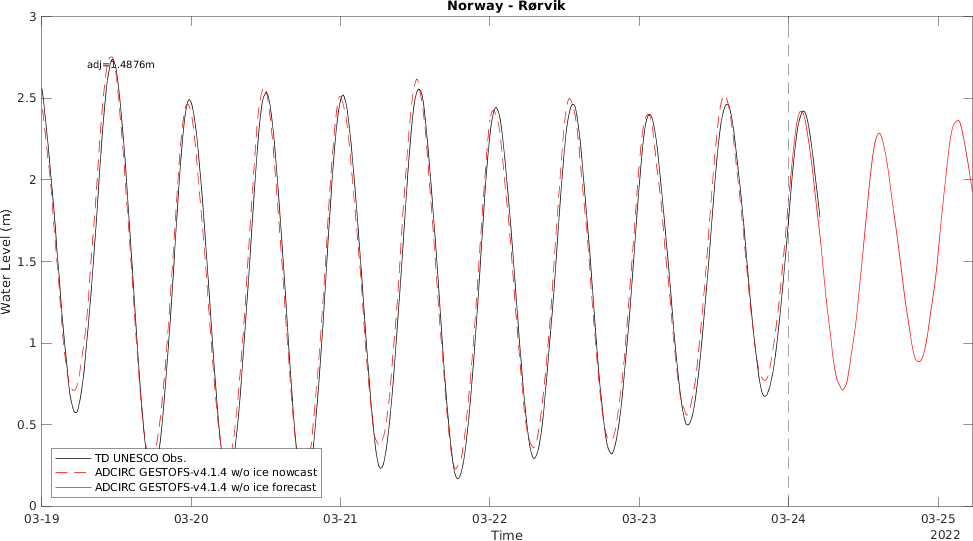 Norway - Rørvik
adj=1.4876m
3
2.5
2
1.5
1
0.5
0
Water Level (m)
TD UNESCO Obs.
ADCIRC GESTOFS-v4.1.4 w/o ice nowcast
ADCIRC GESTOFS-v4.1.4 w/o ice forecast
03-19 03-20 03-21 03-22 03-23 03-24 03-25
Time
2022